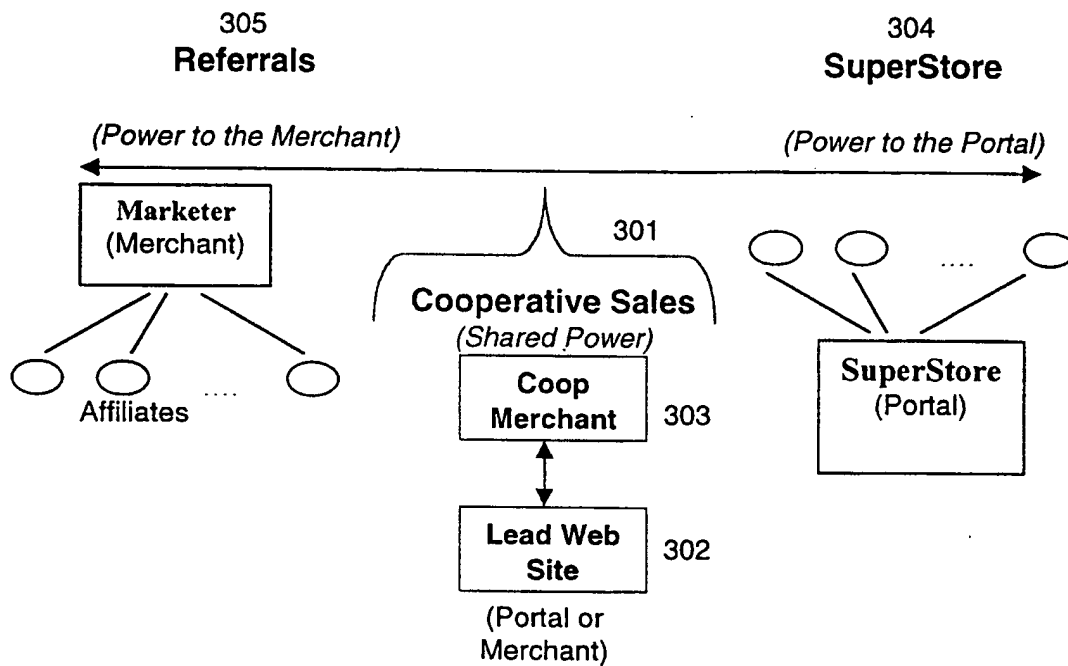 305
Referrals
304
SuperStore
(Power to the Merchant)
(Power to the Portal)
Marketer
(Merchant)
Affiliates
....
301
Cooperative Sales
(Shared Power)
Coop
Merchant
303
Lead Web
Site
302
(Portal or
Merchant)
....
SuperStore
(Portal)